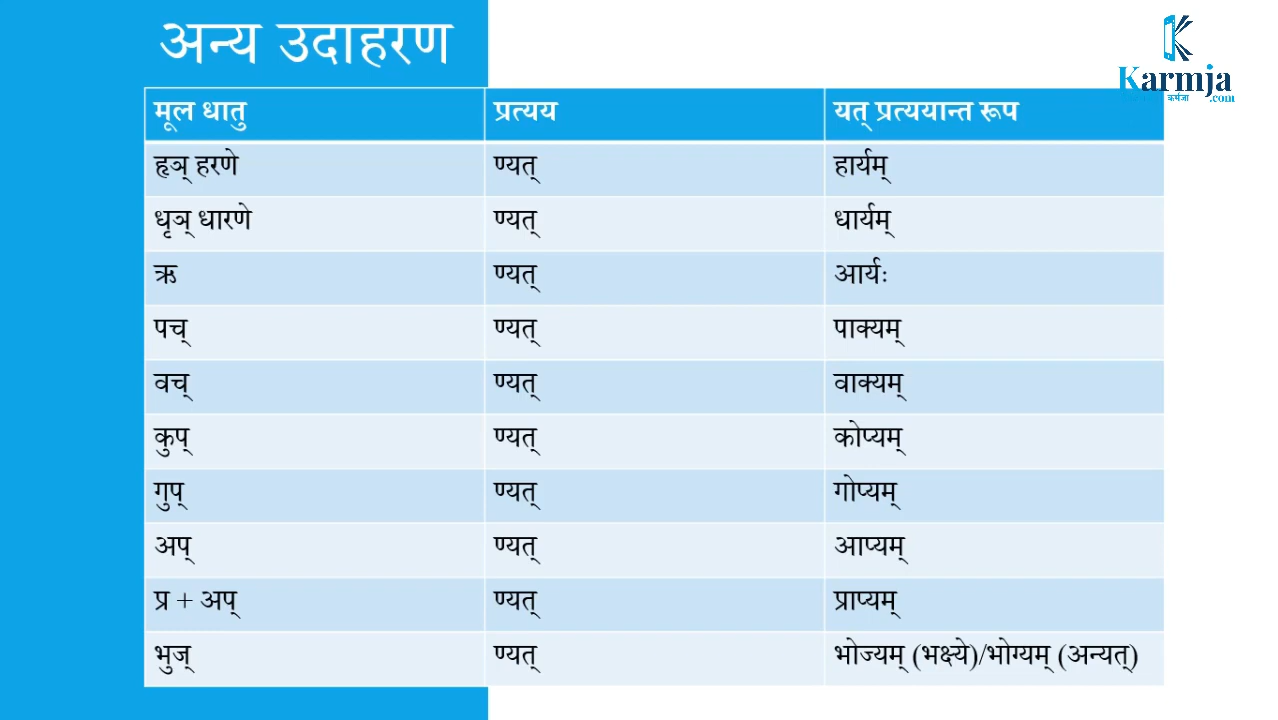 अन्य उदाहरण
Karmja
कर्मजा .com
मूल धातु प्रत्यय यत् प्रत्ययान्त रूप
हृञ् हरणे ण्यत् हार्यम्
धृञ् धारणे ण्यत् धार्यम्
ऋ ण्यत् आर्यः
पच् ण्यत् पाक्यम्
वच् ण्यत् वाक्यम्
कुप् ण्यत् कोप्यम्
गुप् ण्यत् गोप्यम्
अप् ण्यत् आप्यम्
प्र + अप् ण्यत् प्राप्यम्
भुज् ण्यत् भोज्यम् (भक्ष्ये)/भोग्यम् (अन्यत्)